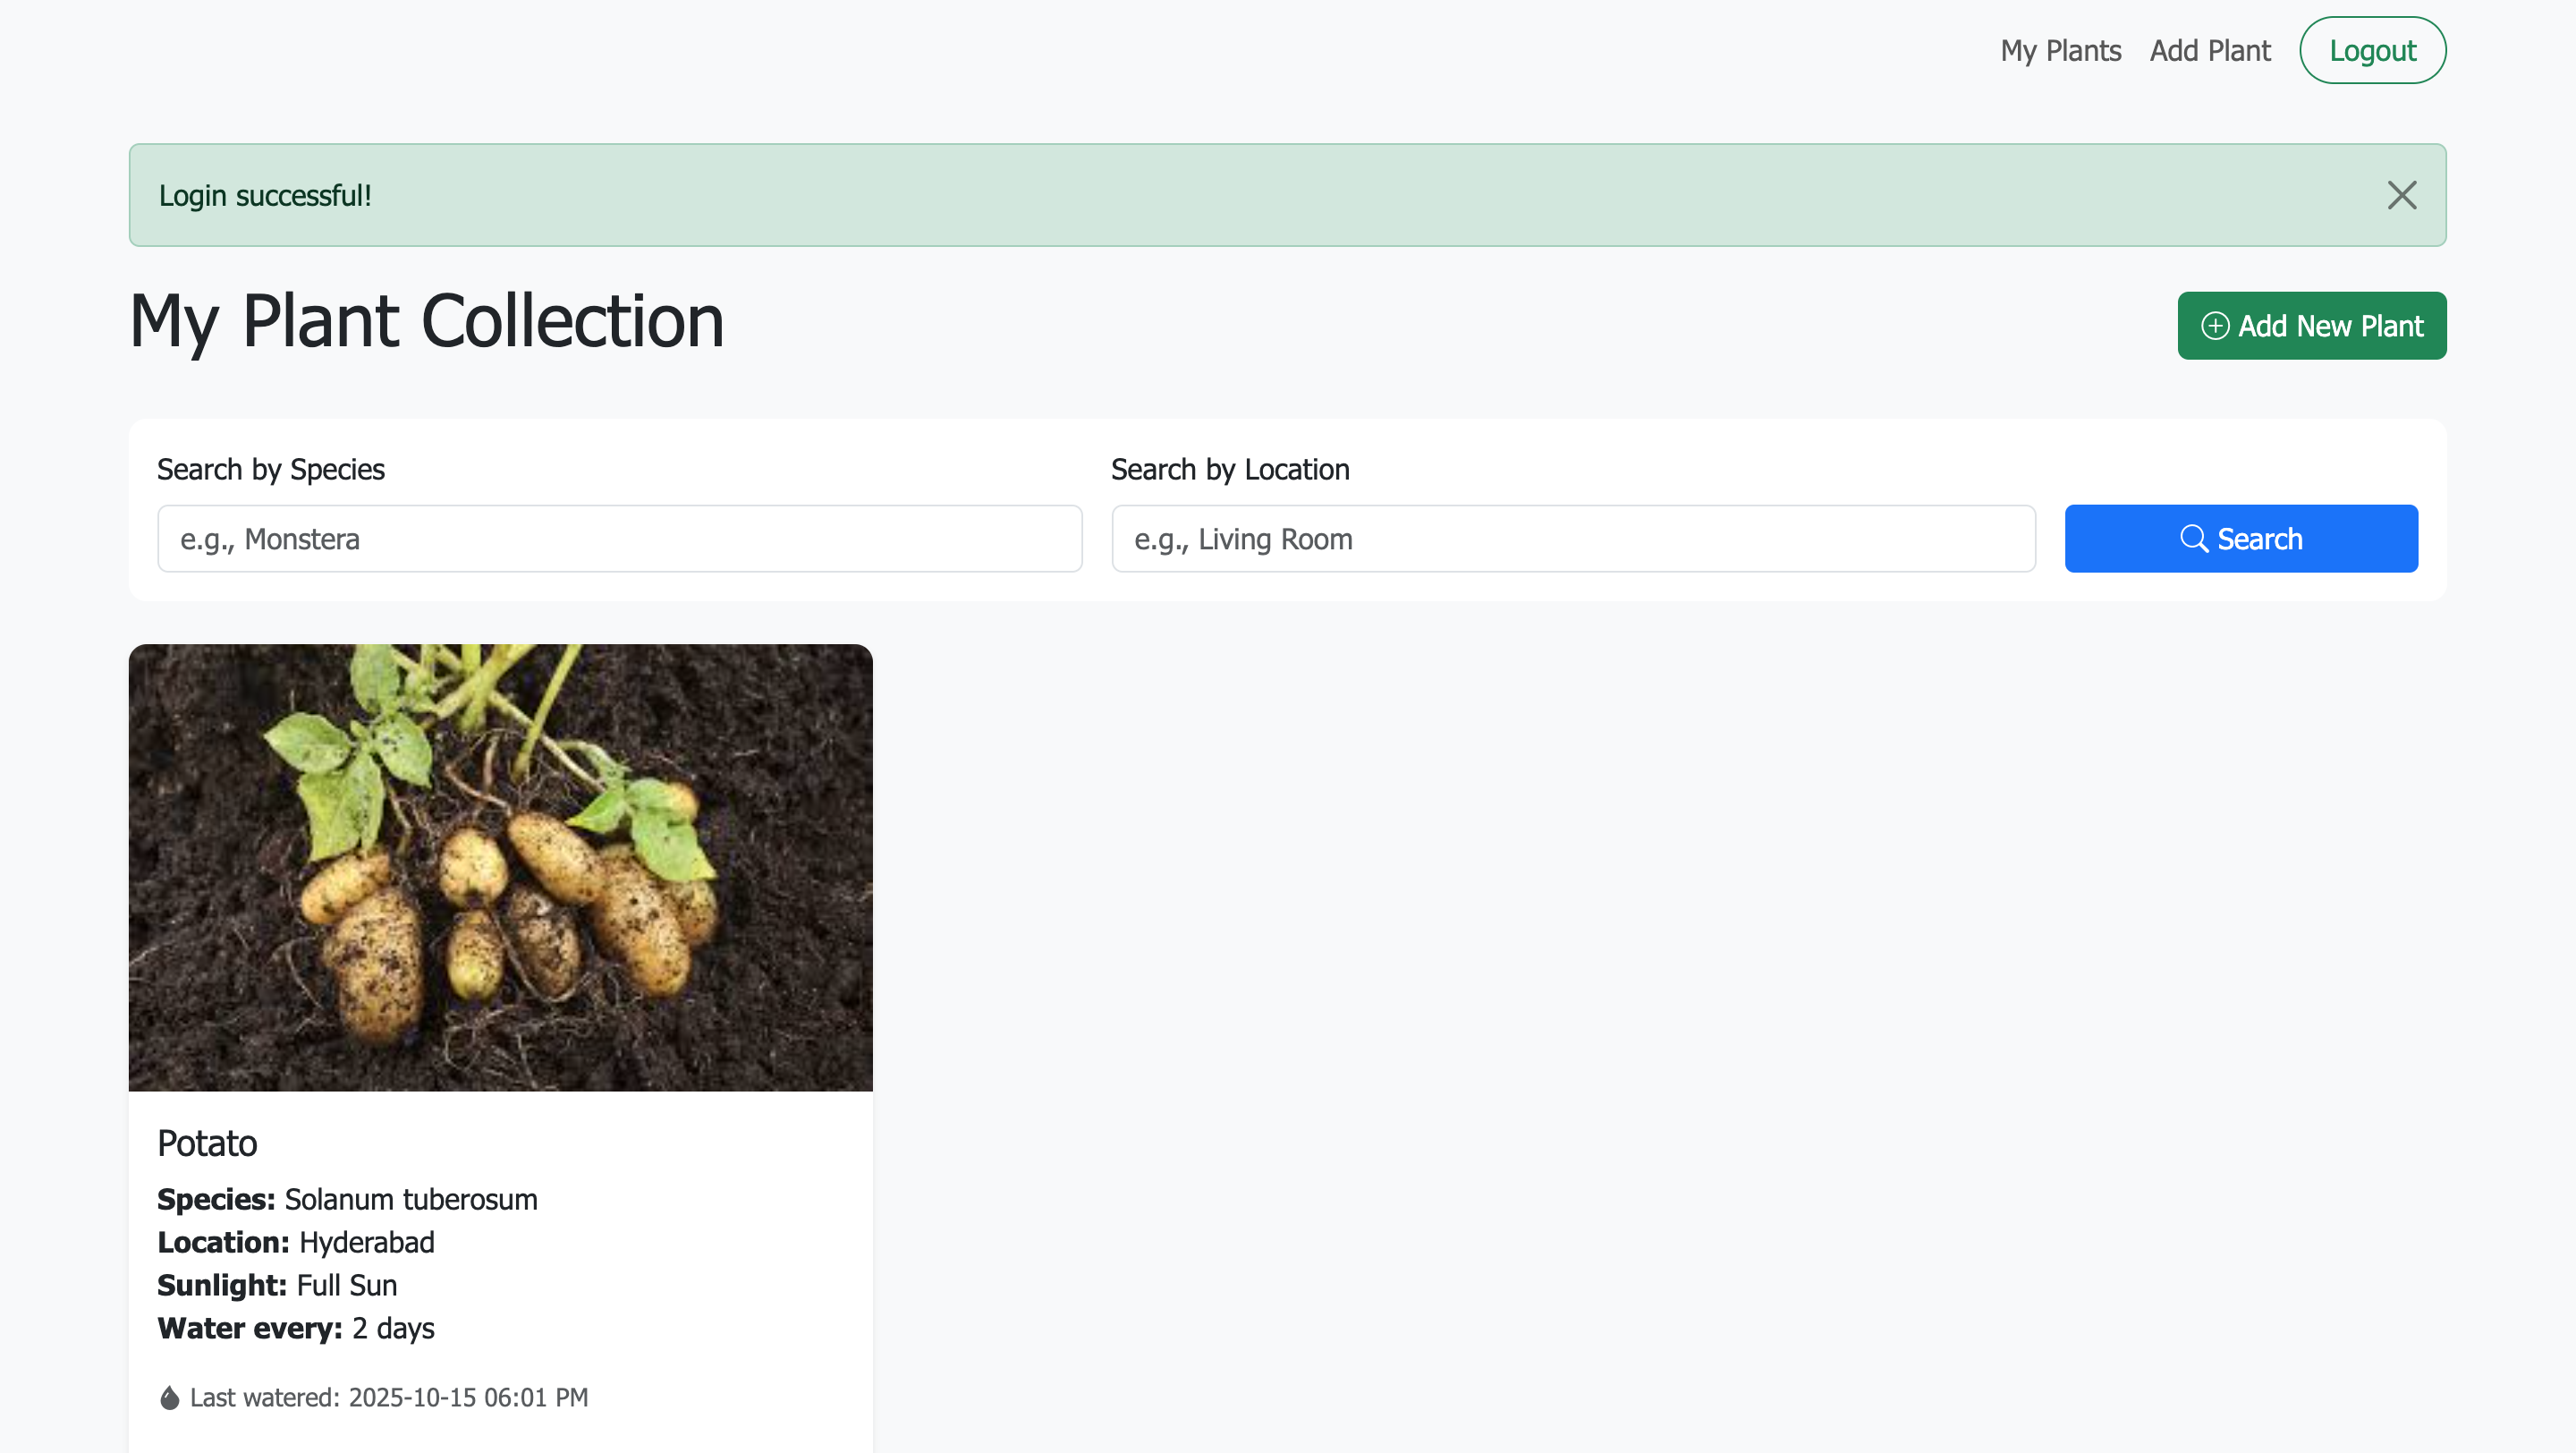 My Plants Add Plant Logout
Login successful!
My Plant Collection
Add New Plant
Search by Species
Search by Location
e.g., Monstera
e.g., Living Room
Search
Potato
Species: Solanum tuberosum
Location: Hyderabad
Sunlight: Full Sun
Water every: 2 days
Last watered: 2025-10-15 06:01 PM